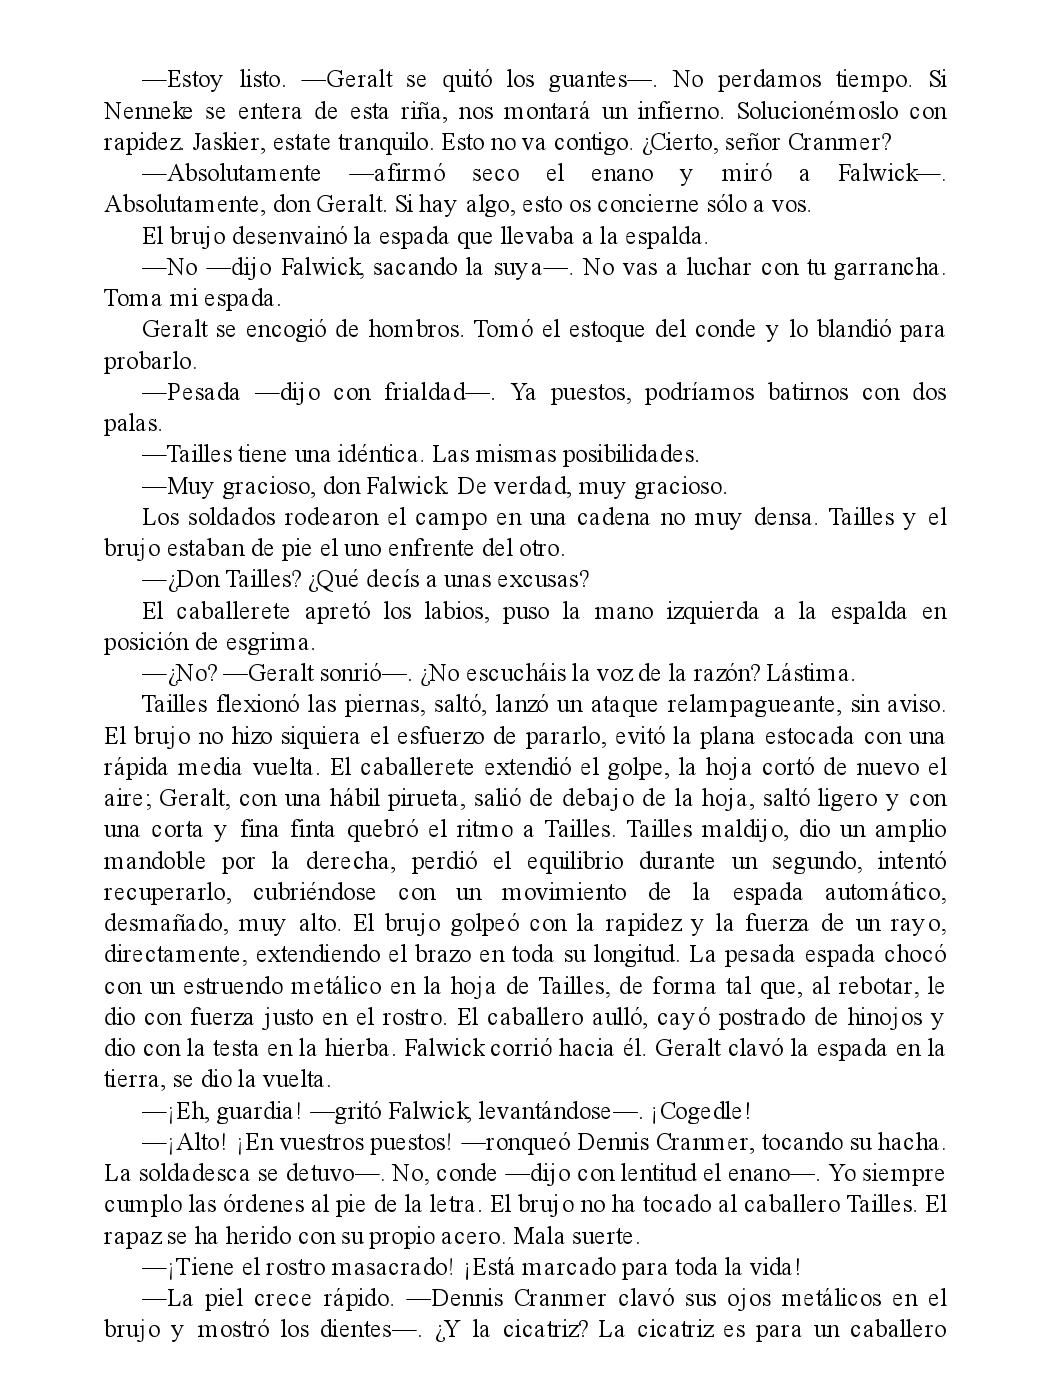 —Estoy listo. —Geralt se quitó los guantes—. No perdamos tiempo. Si
Nenneke se entera de esta riña, nos montará un infierno. Solucionémoslo con
rapidez. Jaskier, estate tranquilo. Esto no va contigo. ¿Cierto, señor Cranmer?
—Absolutamente —afirmó seco el enano y miró a Falwick—.
Absolutamente, don Geralt. Si hay algo, esto os concierne sólo a vos.
El brujo desenvainó la espada que llevaba a la espalda.
—No —dijo Falwick, sacando la suya—. No vas a luchar con tu garrancha.
Toma mi espada.
Geralt se encogió de hombros. Tomó el estoque del conde y lo blandió para
probarlo.
—Pesada —dijo con frialdad—. Ya puestos, podríamos batirnos con dos
palas.
—Tailles tiene una idéntica. Las mismas posibilidades.
—Muy gracioso, don Falwick. De verdad, muy gracioso.
Los soldados rodearon el campo en una cadena no muy densa. Tailles y el
brujo estaban de pie el uno enfrente del otro.
—¿Don Tailles? ¿Qué decís a unas excusas?
El caballerete apretó los labios, puso la mano izquierda a la espalda en
posición de esgrima.
—¿No? —Geralt sonrió—. ¿No escucháis la voz de la razón? Lástima.
Tailles flexionó las piernas, saltó, lanzó un ataque relampagueante, sin aviso.
El brujo no hizo siquiera el esfuerzo de pararlo, evitó la plana estocada con una
rápida media vuelta. El caballerete extendió el golpe, la hoja cortó de nuevo el
aire; Geralt, con una hábil pirueta, salió de debajo de la hoja, saltó ligero y con
una corta y fina finta quebró el ritmo a Tailles. Tailles maldijo, dio un amplio
mandoble por la derecha, perdió el equilibrio durante un segundo, intentó
recuperarlo, cubriéndose con un movimiento de la espada automático,
desmañado, muy alto. El brujo golpeó con la rapidez y la fuerza de un rayo,
directamente, extendiendo el brazo en toda su longitud. La pesada espada chocó
con un estruendo metálico en la hoja de Tailles, de forma tal que, al rebotar, le
dio con fuerza justo en el rostro. El caballero aulló, cayó postrado de hinojos y
dio con la testa en la hierba. Falwick corrió hacia él. Geralt clavó la espada en la
tierra, se dio la vuelta.
—¡Eh, guardia! —gritó Falwick, levantándose—. ¡Cogedle!
—¡Alto! ¡En vuestros puestos! —ronqueó Dennis Cranmer, tocando su hacha.
La soldadesca se detuvo—. No, conde —dijo con lentitud el enano—. Yo siempre
cumplo las órdenes al pie de la letra. El brujo no ha tocado al caballero Tailles. El
rapaz se ha herido con su propio acero. Mala suerte.
—¡Tiene el rostro masacrado! ¡Está marcado para toda la vida!
—La piel crece rápido. —Dennis Cranmer clavó sus ojos metálicos en el
brujo y mostró los dientes—. ¿Y la cicatriz? La cicatriz es para un caballero